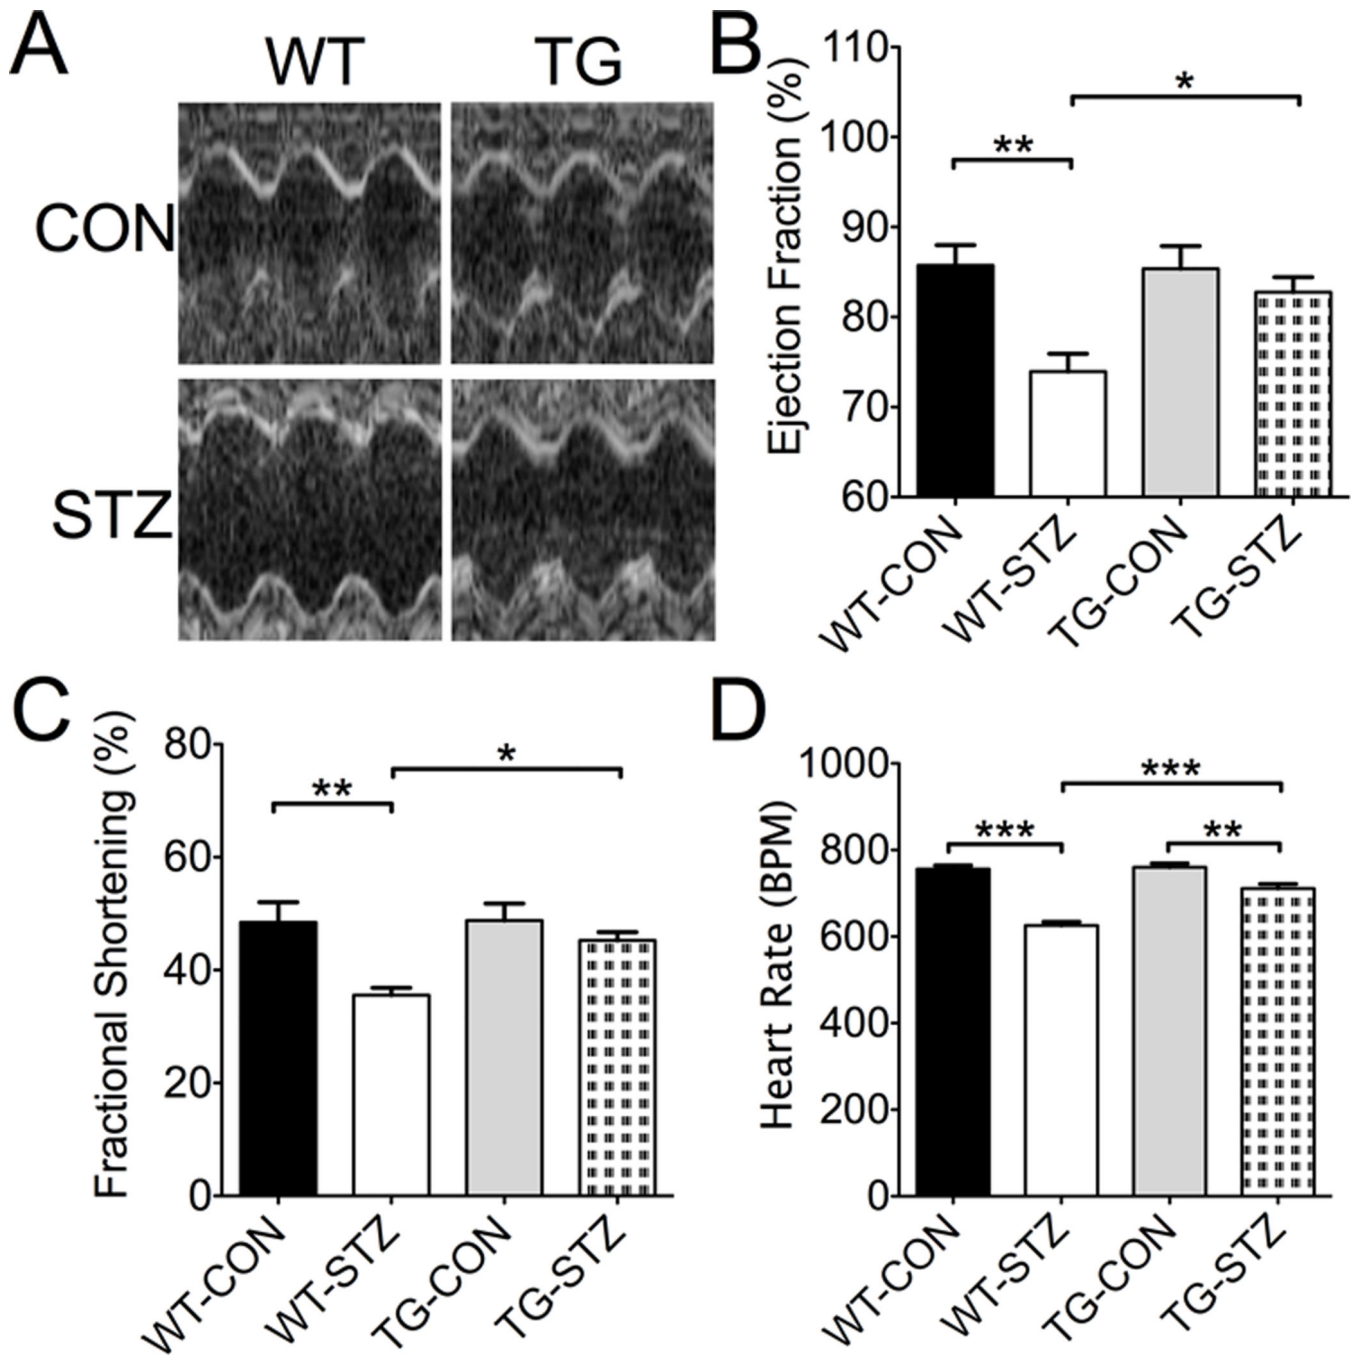 A
WT
TG
CON
STZ
B
Ejection Fraction (%)
110
100
90
80
70
60
**
*
WT-CON
WT-STZ
TG-CON
TG-STZ
C
Fractional Shortening (%)
80
60
40
20
0
**
*
WT-CON
WT-STZ
TG-CON
TG-STZ
D
Heart Rate (BPM)
1000
800
600
400
200
0
***
***
**
WT-CON
WT-STZ
TG-CON
TG-STZ